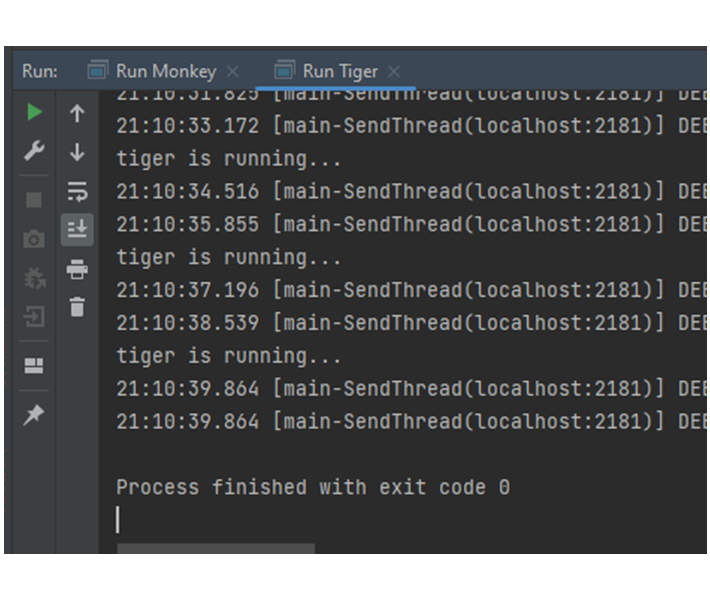 Run: Run Monkey Run Tiger
21:10:31.825 [main-SendThread(localhost:2181)] DEB
21:10:33.172 [main-SendThread(localhost:2181)] DEB
tiger is running...
21:10:34.516 [main-SendThread(localhost:2181)] DEB
21:10:35.855 [main-SendThread(localhost:2181)] DEB
tiger is running...
21:10:37.196 [main-SendThread(localhost:2181)] DEB
21:10:38.539 [main-SendThread(localhost:2181)] DEB
tiger is running...
21:10:39.864 [main-SendThread(localhost:2181)] DEB
21:10:39.864 [main-SendThread(localhost:2181)] DEB
Process finished with exit code 0